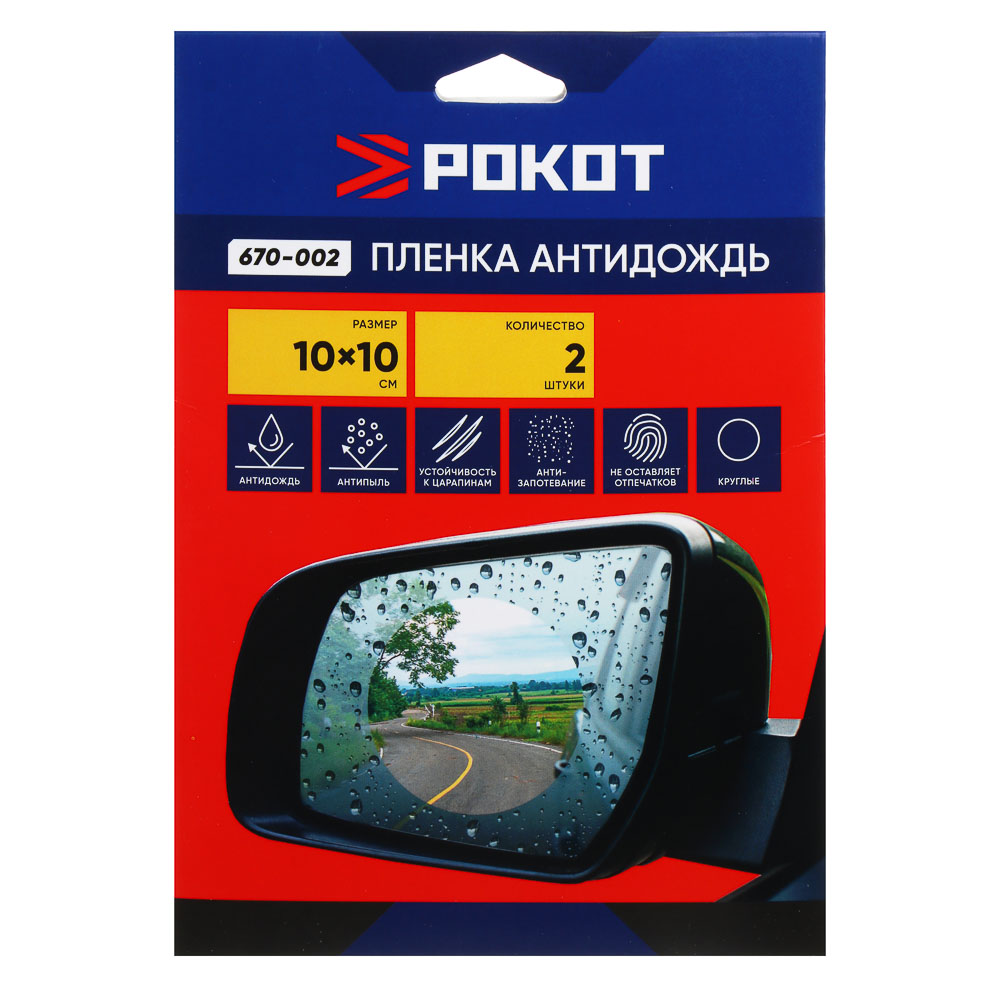 РОКОТ
670-002 ПЛЕНКА АНТИДОЖДЬ
РАЗМЕР
10×10
СМ
КОЛИЧЕСТВО
2
ШТУКИ
АНТИДОЖДЬ
АНТИПЫЛЬ
УСТОЙЧИВОСТЬ
К ЦАРАПИНАМ
АНТИ-
ЗАПОТЕВАНИЕ
НЕ ОСТАВЛЯЕТ
ОТПЕЧАТКОВ
КРУГЛЫЕ